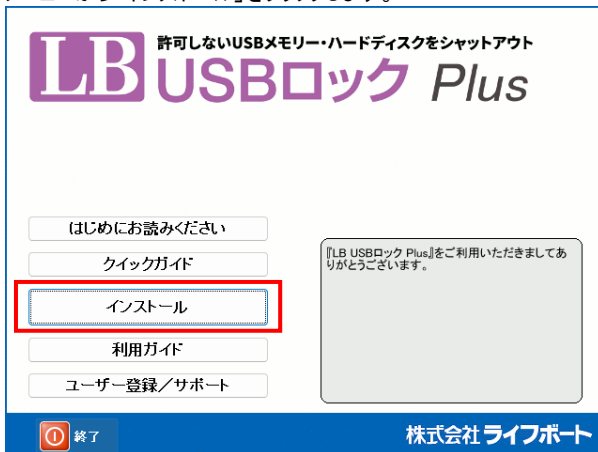 許可しないUSBメモリー・ハードディスクをシャットアウト
LB USBロック Plus
はじめにお読みください
クイックガイド
インストール
利用ガイド
ユーザー登録／サポート
『LB USBロック Plus』をご利用いただきましてあ
りがとうございます。
終了
株式会社ライフボート